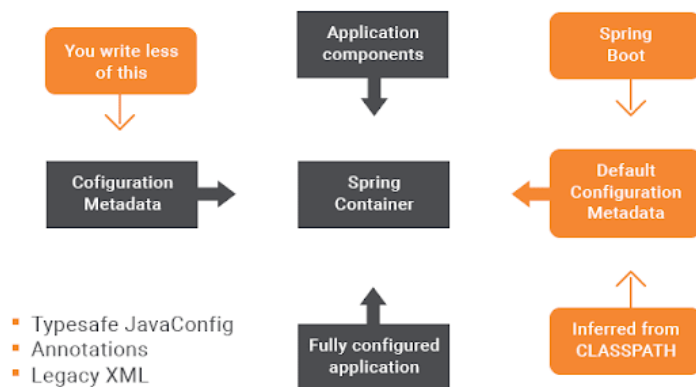 You write less
of this
Application
components
Spring
Boot
Cofiguration
Metadata
Spring
Container
Default
Configuration
Metadata
Typesafe JavaConfig
Annotations
Legacy XML
Fully configured
application
Inferred from
CLASSPATH